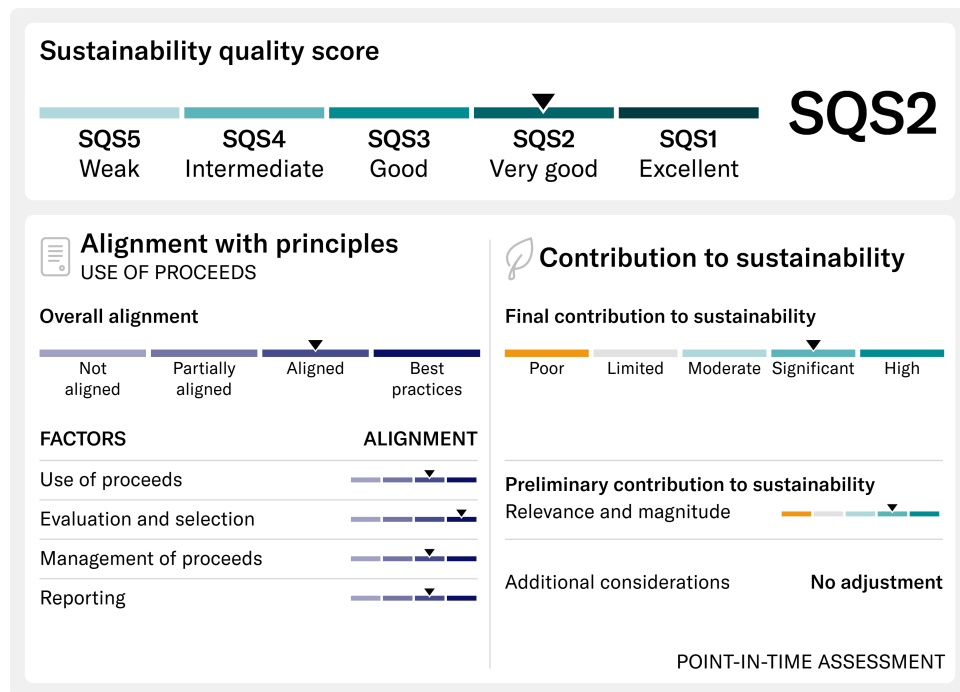 Sustainability quality score
SQS2
SQS5 SQS4 SQS3 SQS2 SQS1
Weak Intermediate Good Very good Excellent
Alignment with principles
USE OF PROCEEDS
Overall alignment
Not aligned
Partially aligned
Aligned
Best practices
FACTORS ALIGNMENT
Use of proceeds
Evaluation and selection
Management of proceeds
Reporting
Contribution to sustainability
Final contribution to sustainability
Poor Limited Moderate Significant High
Preliminary contribution to sustainability
Relevance and magnitude
Additional considerations No adjustment
POINT-IN-TIME ASSESSMENT